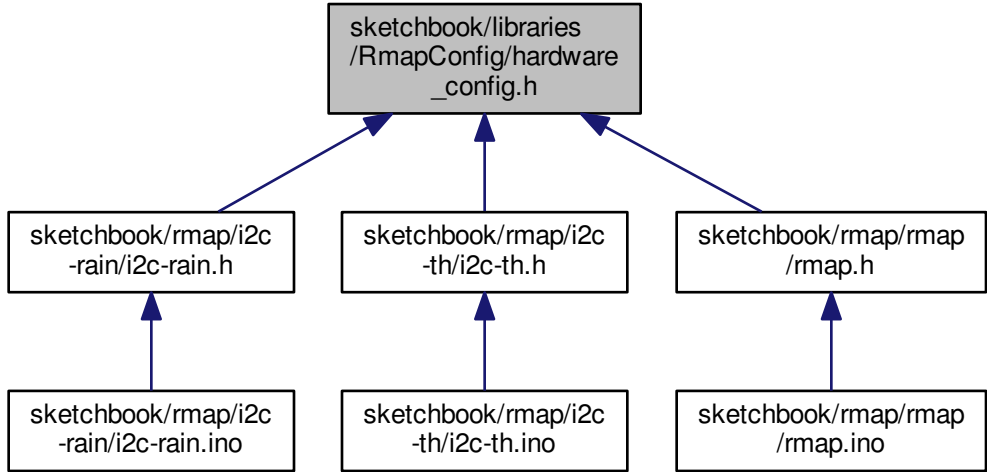 sketchbook/libraries
/RmapConfig/hardware
_config.h
sketchbook/rmap/i2c
-rain/i2c-rain.h
sketchbook/rmap/i2c
-th/i2c-th.h
sketchbook/rmap/rmap
/rmap.h
sketchbook/rmap/i2c
-rain/i2c-rain.ino
sketchbook/rmap/i2c
-th/i2c-th.ino
sketchbook/rmap/rmap
/rmap.ino